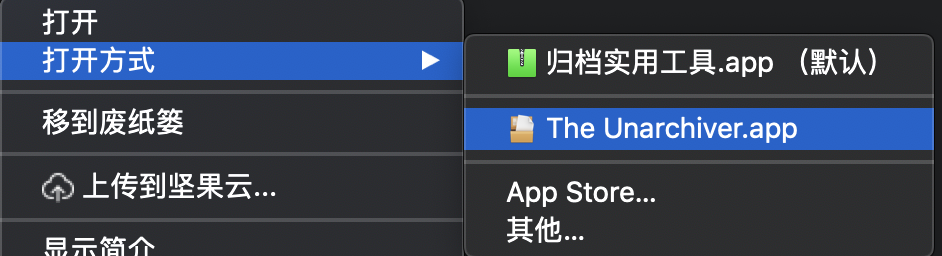 打开
打开方式
移到废纸篓
上传到坚果云...
显示简介
归档实用工具.app （默认）
The Unarchiver.app
App Store...
其他...